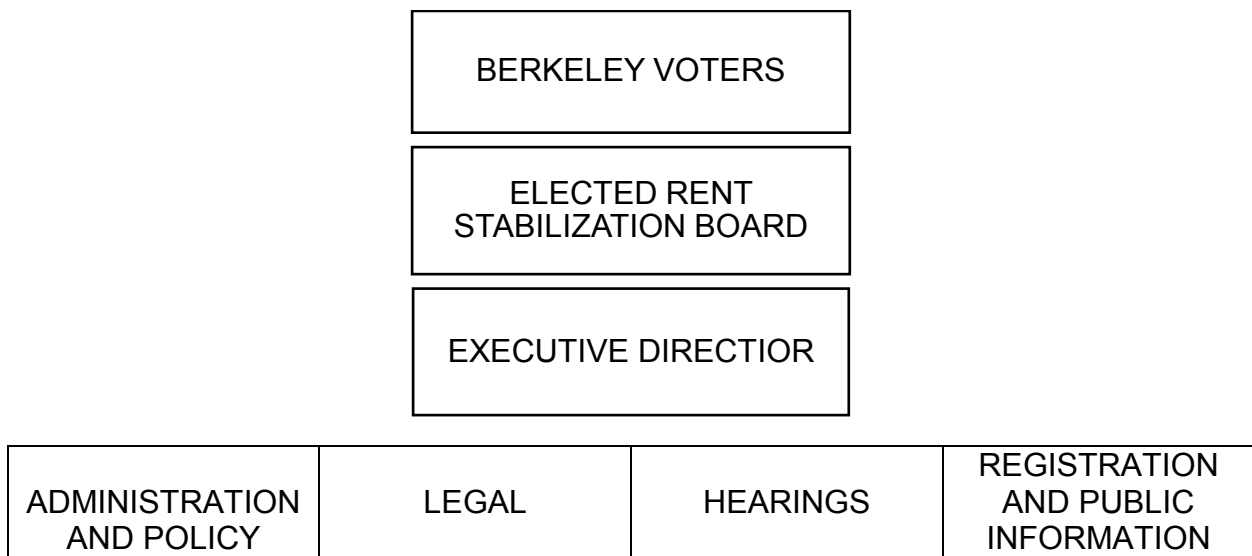 BERKELEY VOTERS
ELECTED RENT
STABILIZATION BOARD
EXECUTIVE DIRECTIOR
ADMINISTRATION
AND POLICY
LEGAL
HEARINGS
REGISTRATION
AND PUBLIC
INFORMATION